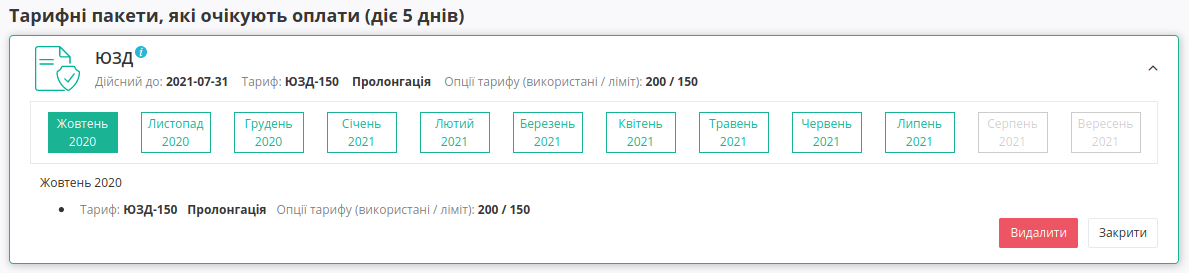 Тарифні пакети, які очікують оплати (діє 5 днів)
ЮЗД i
Дійсний до: 2021-07-31 Тариф: ЮЗД-150 Пролонгація Опції тарифу (використані / ліміт): 200 / 150
Жовтень Листопад Грудень Січень Лютий Березень Квітень Травень Червень Липень Серпень Вересень
2020 2020 2020 2021 2021 2021 2021 2021 2021 2021 2021 2021
Жовтень 2020
• Тариф: ЮЗД-150 Пролонгація Опції тарифу (використані / ліміт): 200 / 150
Видалити Закрити